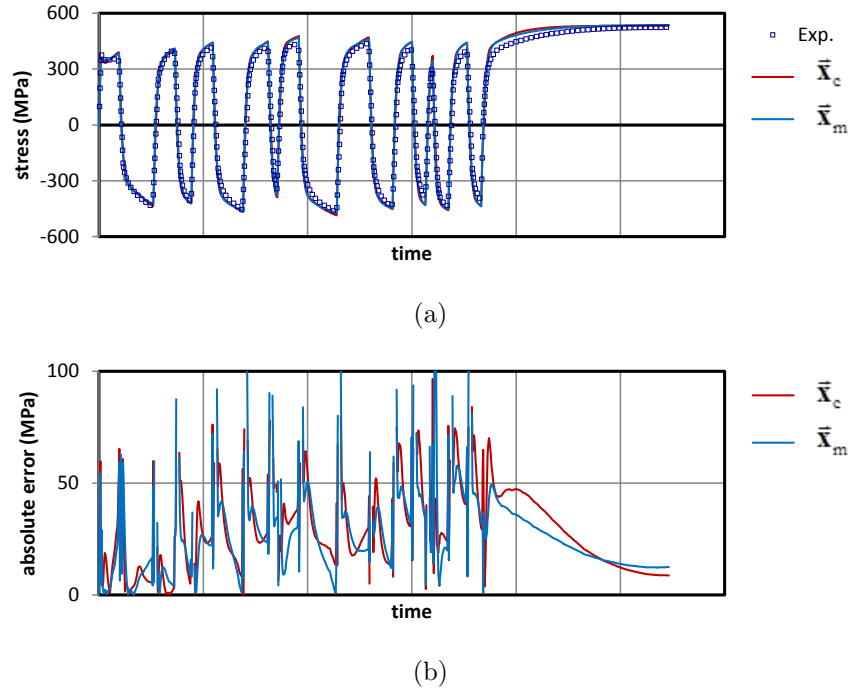 600
300
0
-300
-600
stress (MPa)
time
Exp.
x⃗c
x⃗m
(a)
100
50
0
absolute error (MPa)
time
x⃗c
x⃗m
(b)